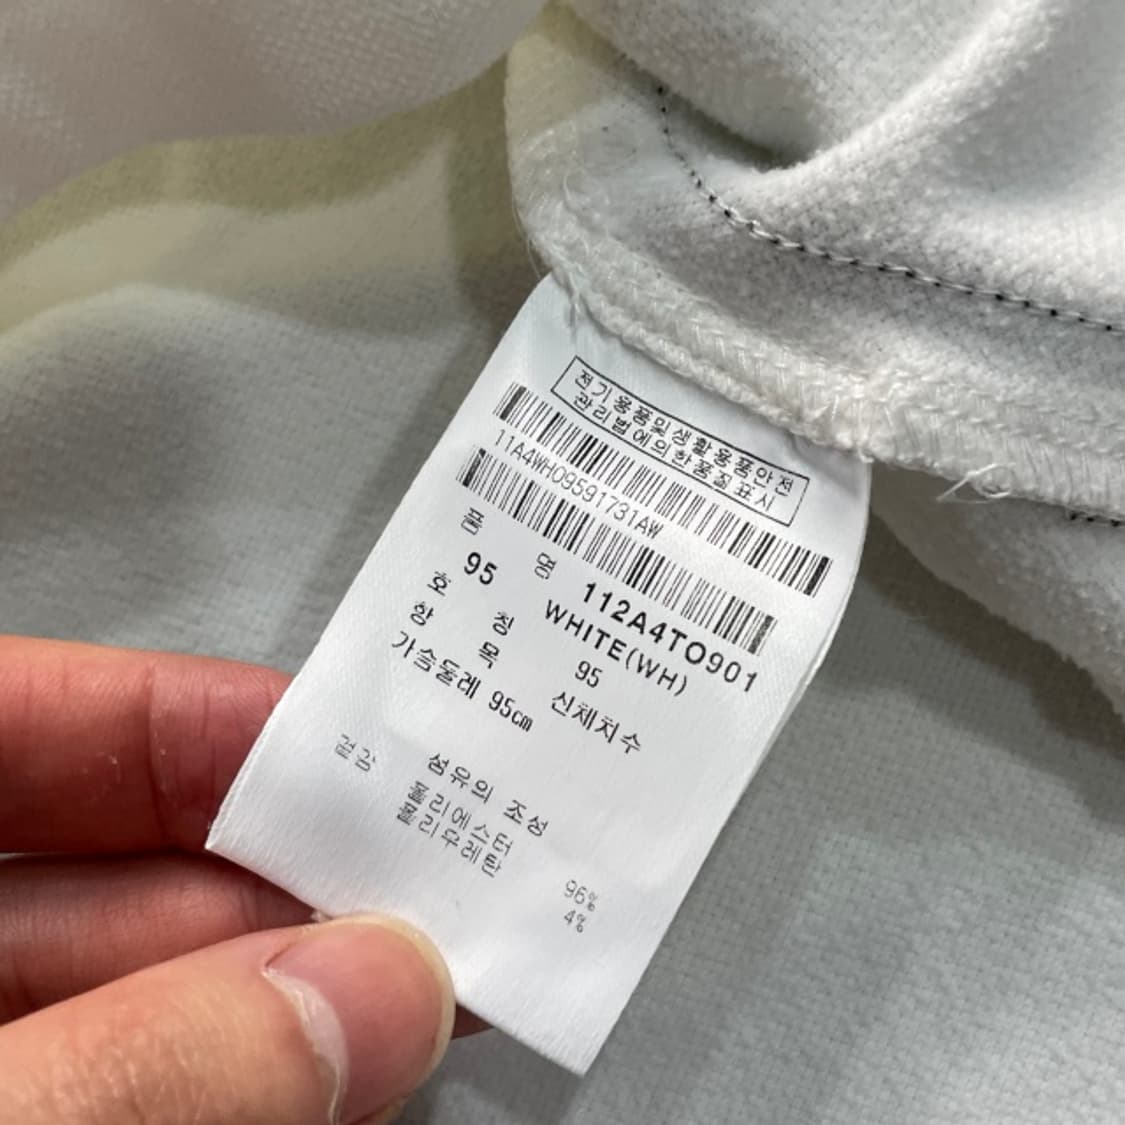 전기용품및생활용품안전
관리법에의한품질표시
11A4WH09591731AW
품 명 112A4TO901
95 WHITE(WH)
호 칭 95
항 목 신체치수
가슴둘레 95cm
섬유의 조성
겉감 폴리에스터 96%
폴리우레탄 4%